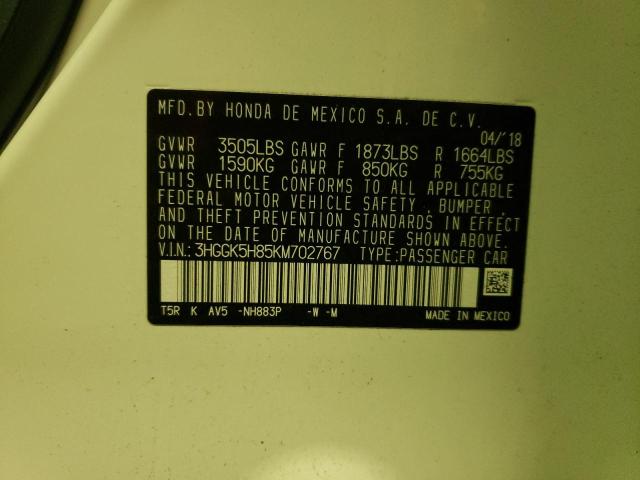 MFD. BY HONDA DE MEXICO S.A. DE C.V.
04/'18
GVWR 3505LBS GAWR F 1873LBS R 1664LBS
GVWR 1590KG GAWR F 850KG R 755KG
THIS VEHICLE CONFORMS TO ALL APPLICABLE
FEDERAL MOTOR VEHICLE SAFETY, BUMPER,
AND THEFT PREVENTION STANDARDS IN EFFECT
ON THE DATE OF MANUFACTURE SHOWN ABOVE.
V.I.N.: 3HGGK5H85KM702767 TYPE:PASSENGER CAR
T5R K AV5 -NH883P -W -M MADE IN MEXICO